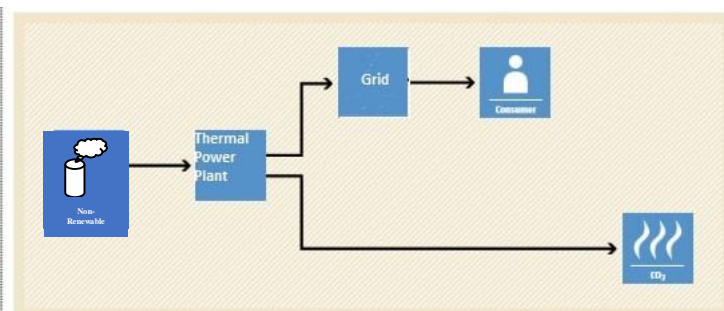 Grid
Consumer
Thermal
Power
Plant
Non-
Renewable
CO₂